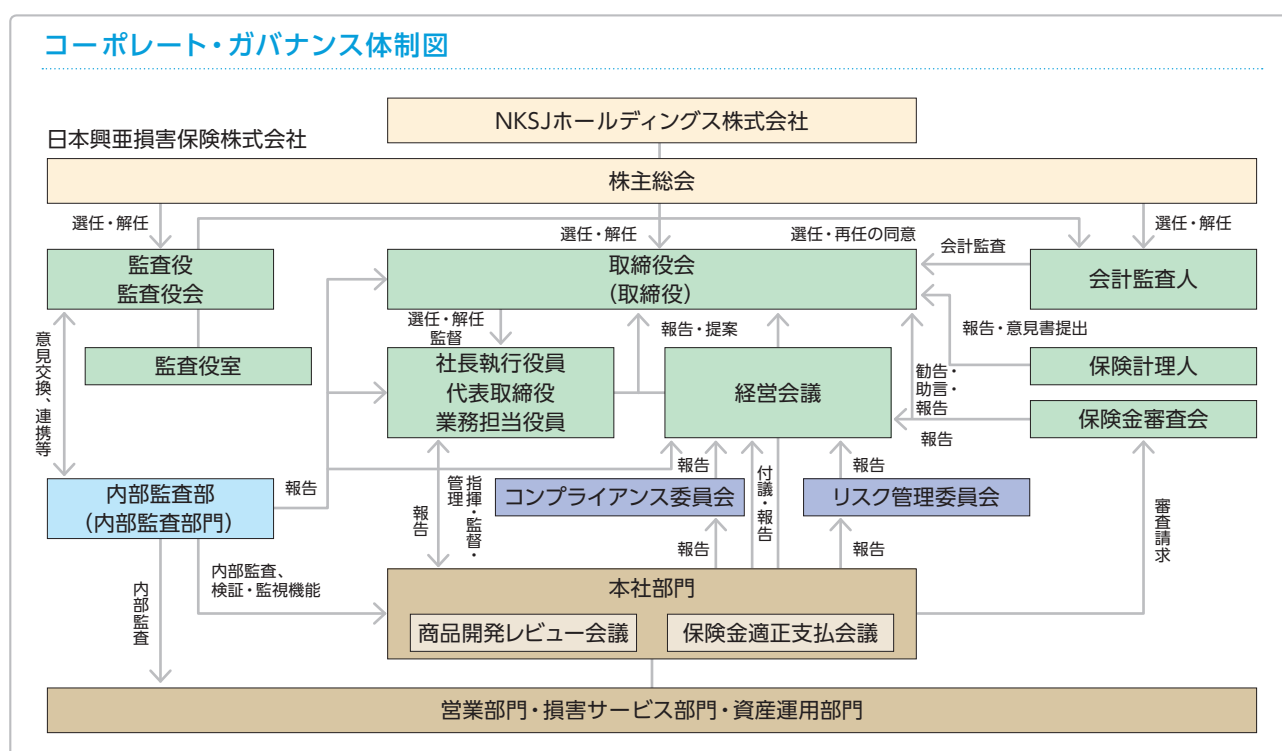 コーポレート・ガバナンス体制図
NKSJホールディングス株式会社
日本興亜損害保険株式会社
株主総会
選任・解任
選任・解任
選任・再任の同意
選任・解任
監査役
監査役会
取締役会
(取締役)
会計監査
会計監査人
選任・解任
監督
報告・提案
報告・意見書提出
意見交換、連携等
監査役室
社長執行役員
代表取締役
業務担当役員
経営会議
勧告・
助言・
報告
保険計理人
保険金審査会
報告
内部監査部
(内部監査部門)
報告
報告
指揮・監督・
管理
報告
コンプライアンス委員会
付議・報告
報告
リスク管理委員会
報告
報告
審査請求
内部監査
内部監査、
検証・監視機能
本社部門
商品開発レビュー会議
保険金適正支払会議
営業部門・損害サービス部門・資産運用部門